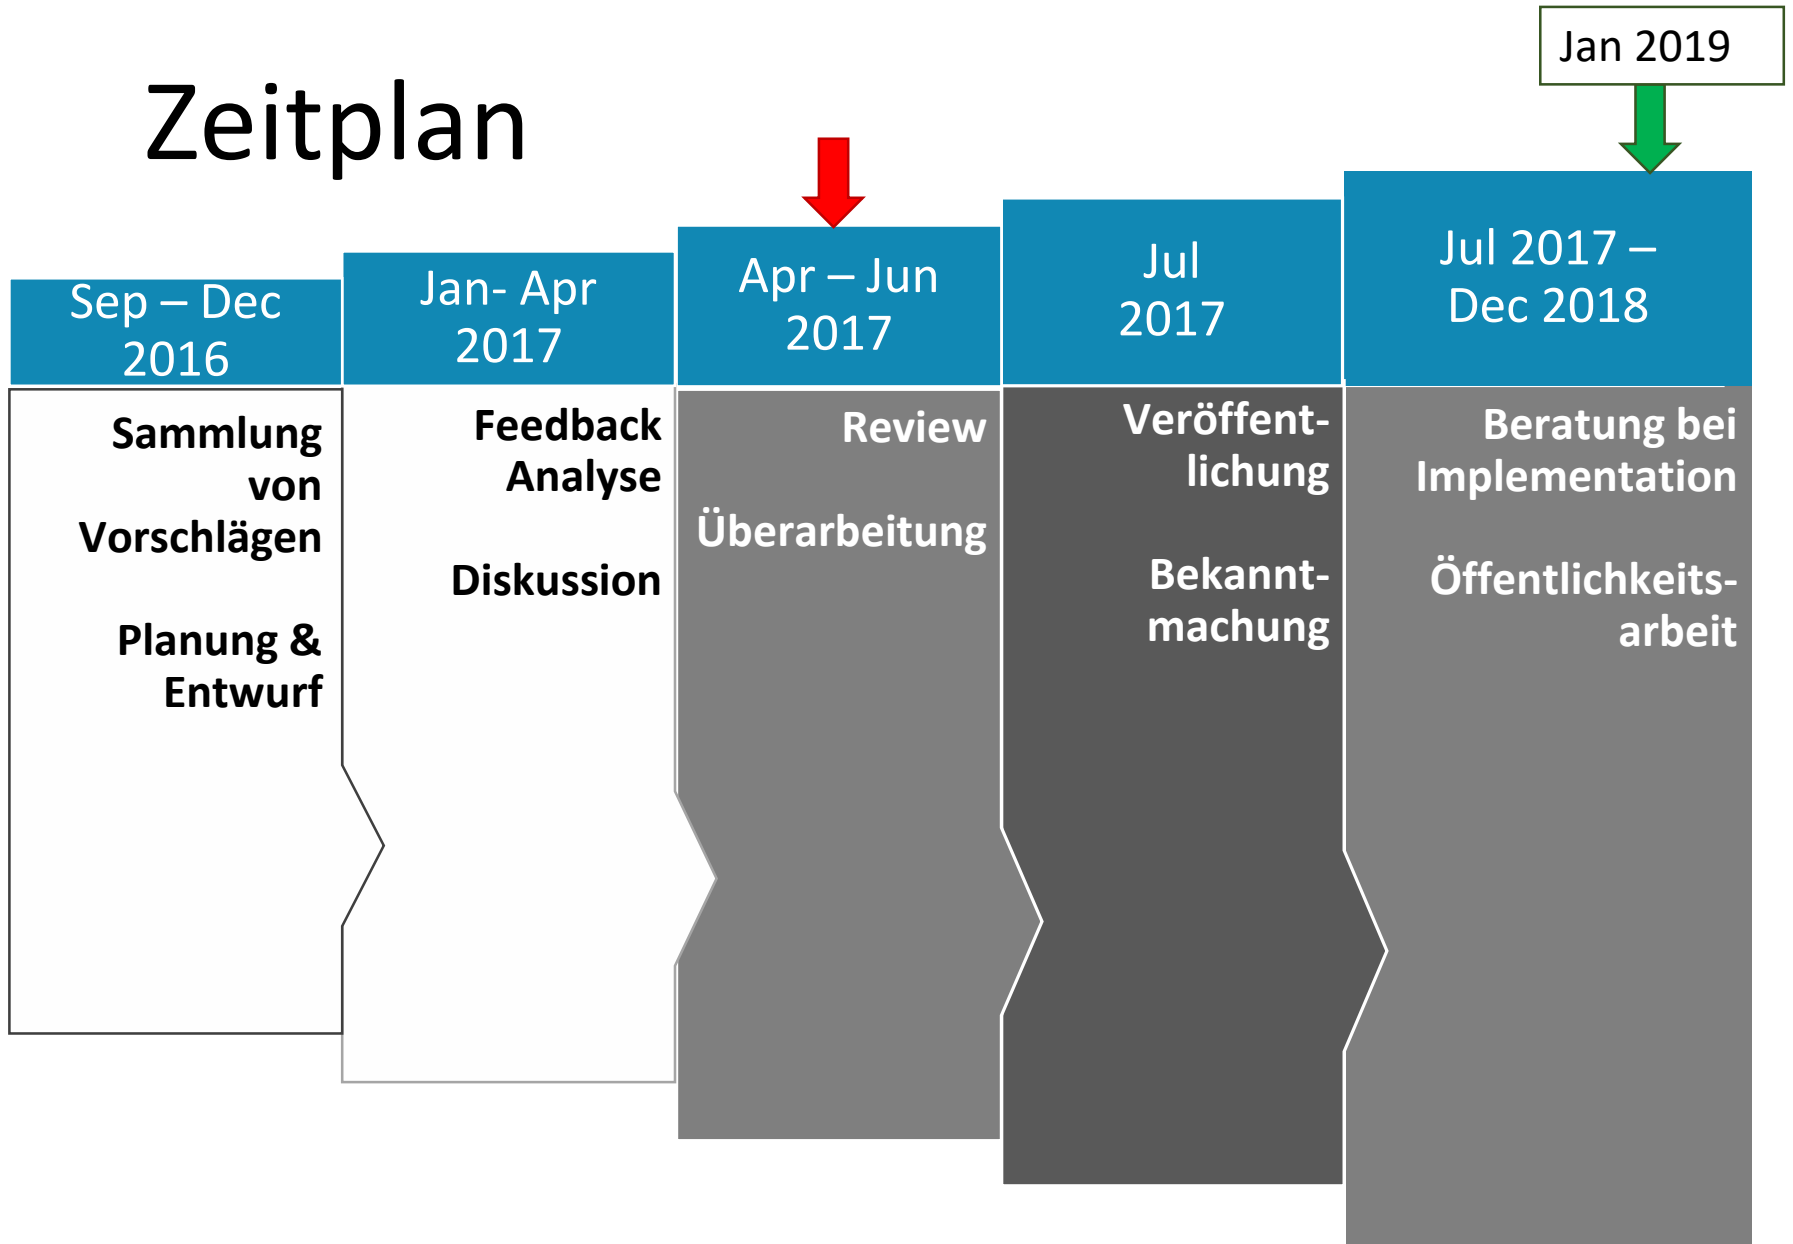 Zeitplan
Jan 2019
Sep – Dec
2016
Sammlung
von
Vorschlägen
Planung &
Entwurf
Jan- Apr
2017
Feedback
Analyse
Diskussion
Apr – Jun
2017
Review
Überarbeitung
Jul
2017
Veröffent-
lichung
Bekannt-
machung
Jul 2017 –
Dec 2018
Beratung bei
Implementation
Öffentlichkeits-
arbeit